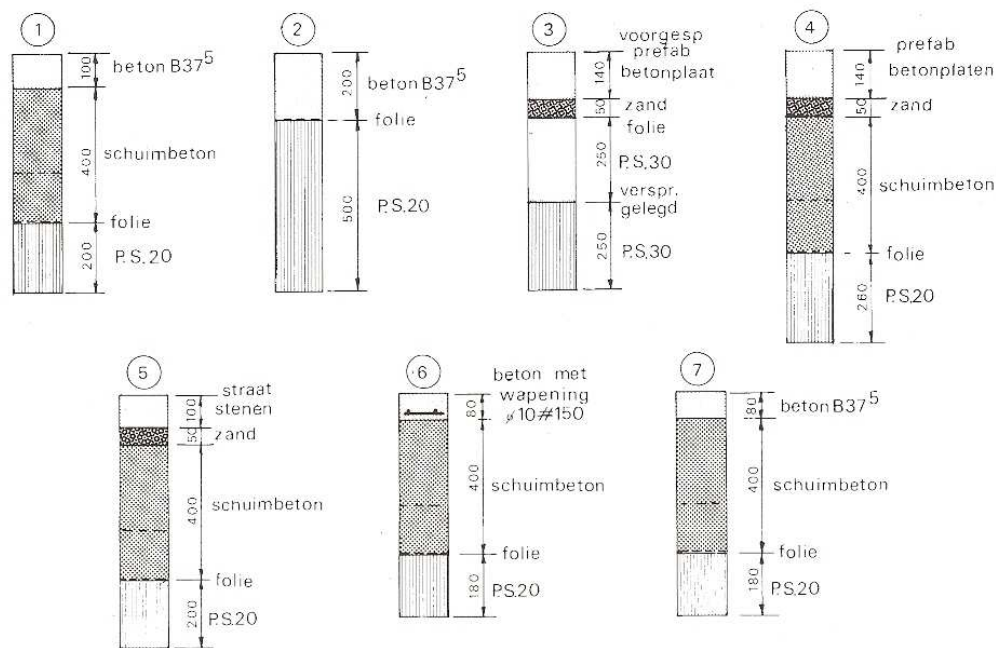 1
100
beton B37⁵
400
schuimbeton
folie
200
P.S.20
2
200
beton B37⁵
folie
500
P.S.20
3
voorgesp
prefab
140
betonplaat
50
zand
folie
250
P.S.30
verspr.
gelegd
250
P.S.30
4
prefab
140
betonplaten
50
zand
400
schuimbeton
folie
260
P.S.20
5
straat
100
stenen
50
zand
400
schuimbeton
folie
200
P.S.20
6
beton met
wapening
80
ø10#150
400
schuimbeton
folie
180
P.S.20
7
80
beton B37⁵
400
schuimbeton
folie
180
P.S.20